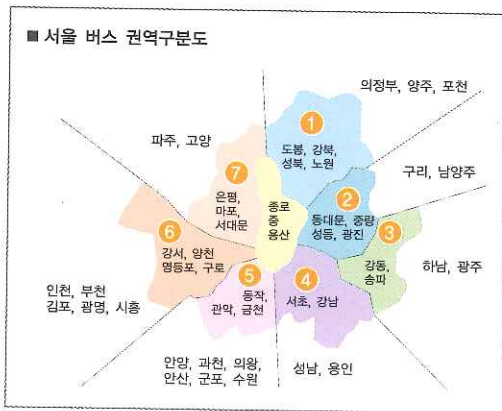 ■ 서울 버스 권역구분도
의정부, 양주, 포천
1
도봉, 강북,
성북, 노원
파주, 고양
구리, 남양주
7
은평,
마포,
서대문
종로
중
용산
2
동대문, 중량
성등, 광진
3
강동,
송파
하남, 광주
6
강서, 양천
영등포, 구로
5
동작,
관악, 금천
4
서초, 강남
인천, 부천
김포, 광명, 시흥
안양, 과천, 의왕,
안산, 군포, 수원
성남, 용인